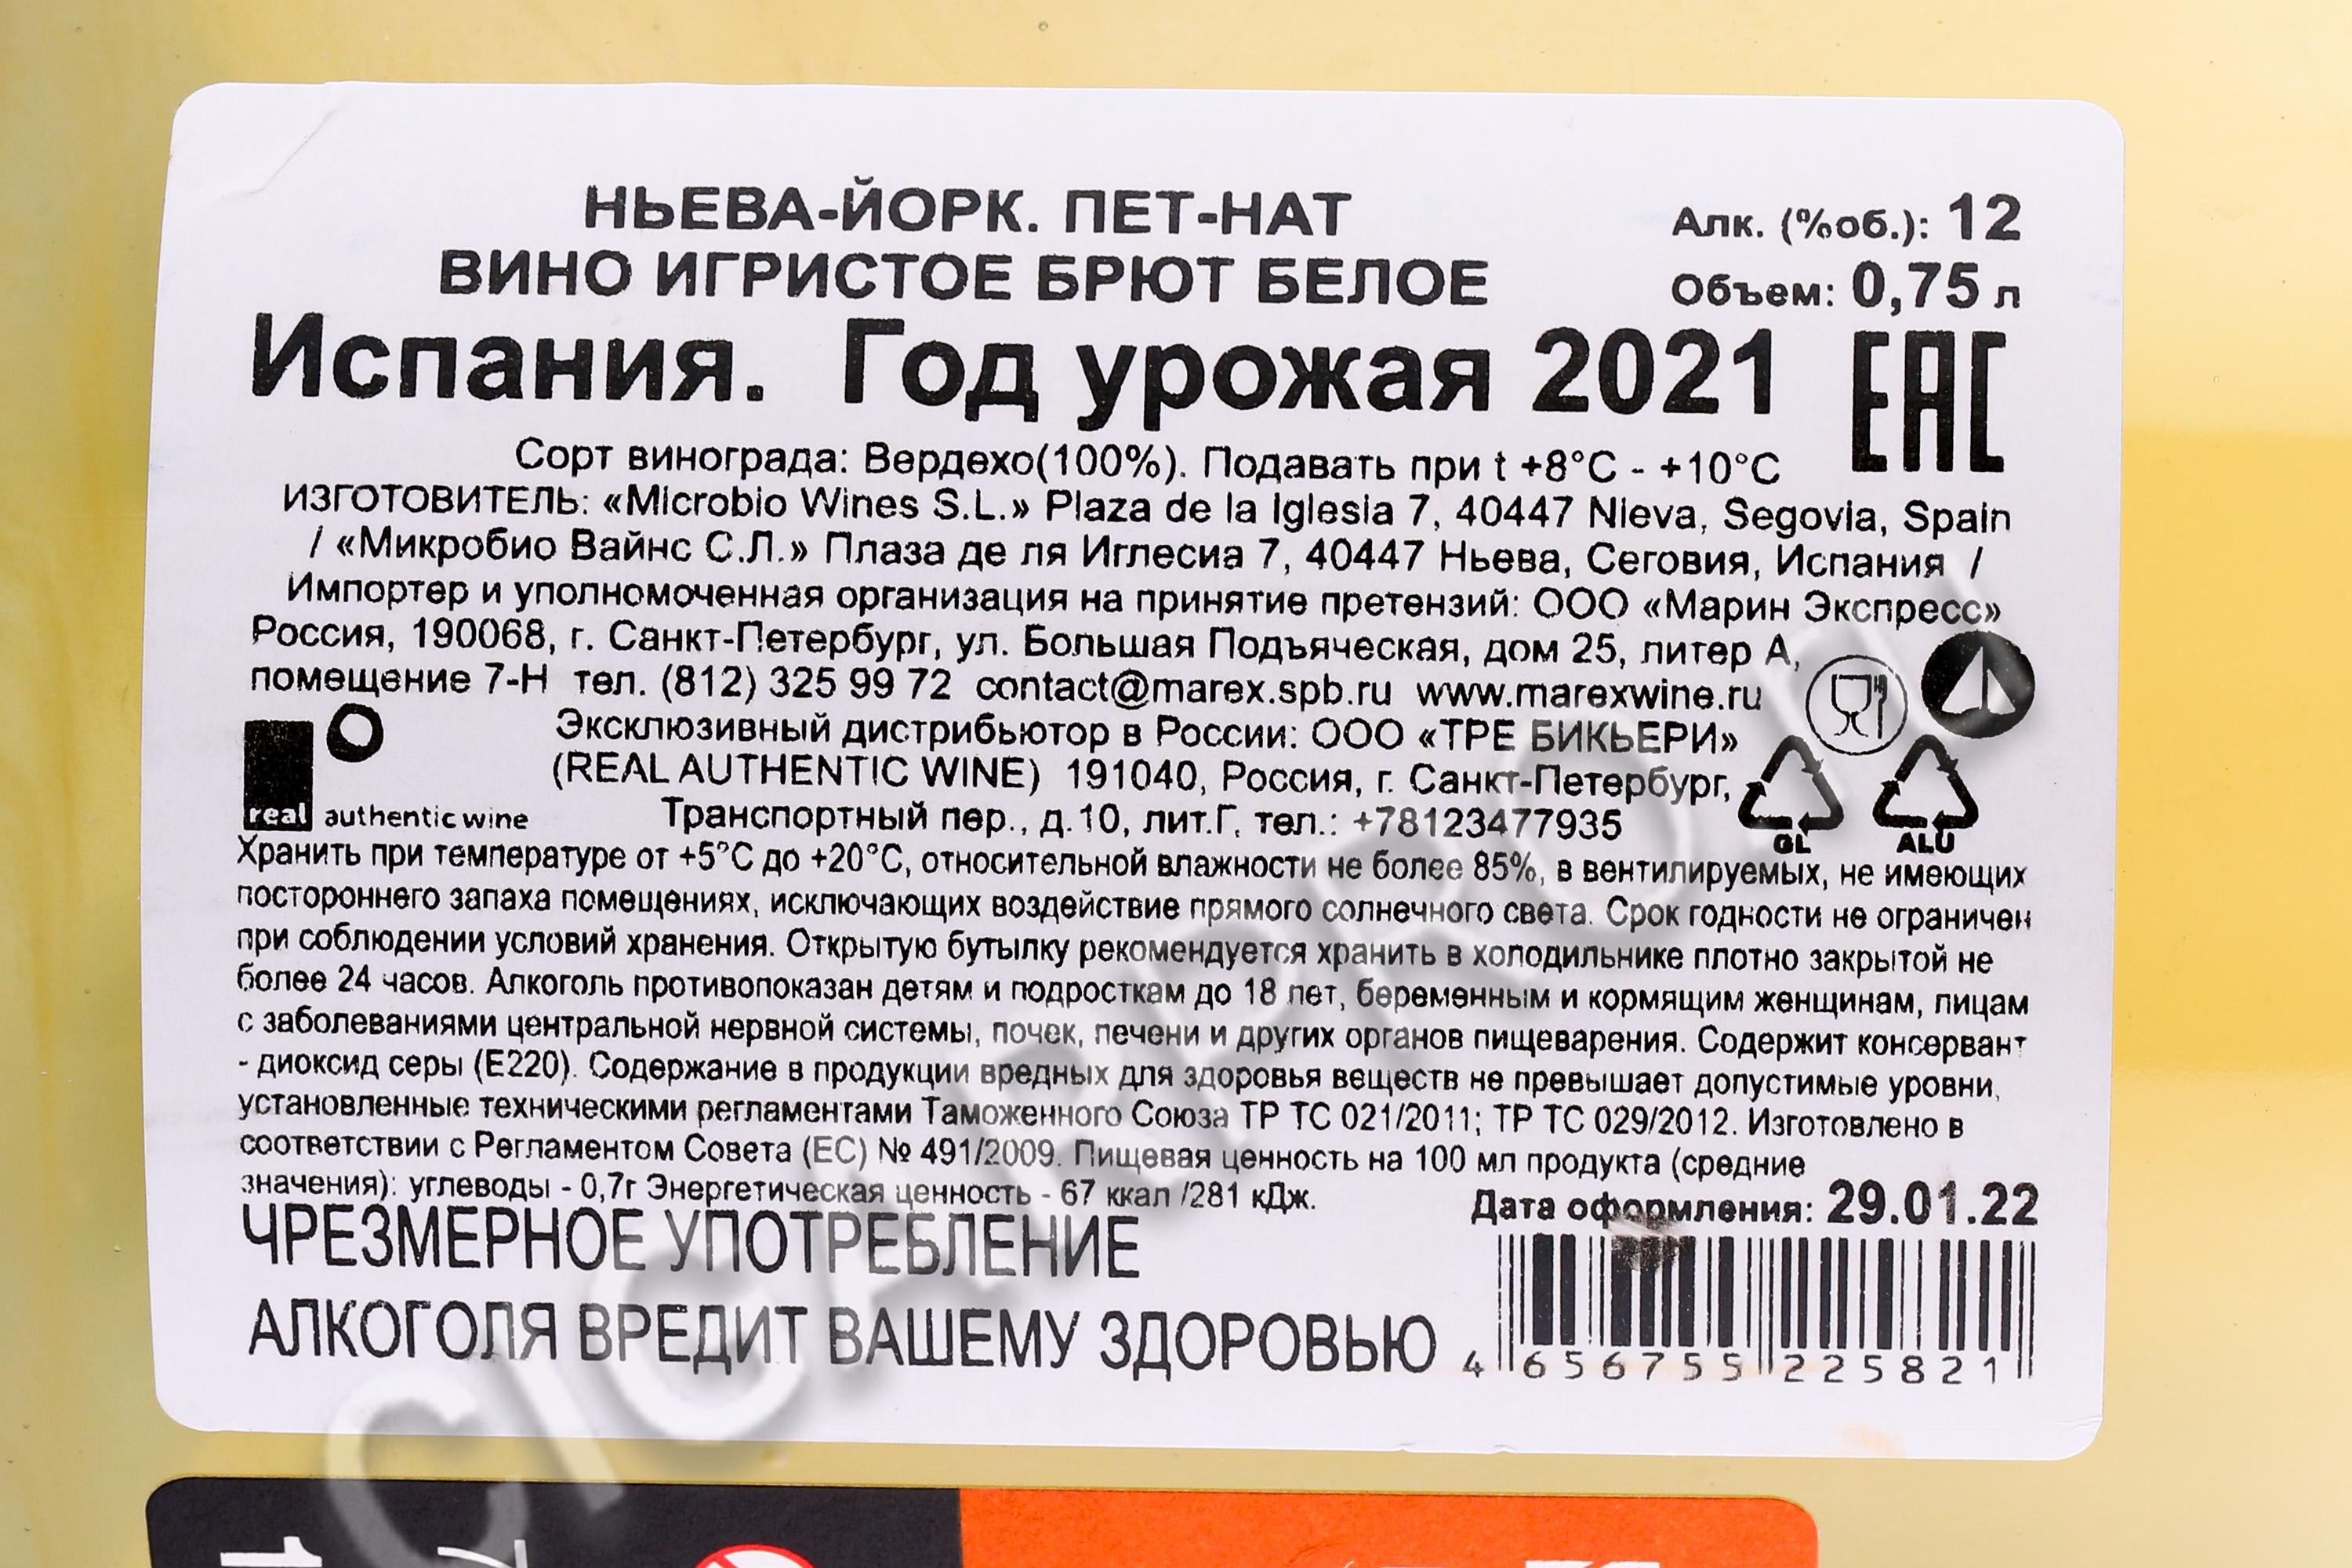 НЬЕВА-ЙОРК. ПЕТ-НАТ
ВИНО ИГРИСТОЕ БРЮТ БЕЛОЕ
Алк. (%об.): 12
Объем: 0,75 л
Испания. Год урожая 2021
EAC
Сорт винограда: Вердехо(100%). Подавать при t +8°C - +10°C
ИЗГОТОВИТЕЛЬ: «Microbio Wines S.L.» Plaza de la Iglesia 7, 40447 Nieva, Segovia, Spain
/ «Микробио Вайнс С.Л.» Плаза де ля Иглесиа 7, 40447 Ньева, Сеговия, Испания /
Импортер и уполномоченная организация на принятие претензий: ООО «Марин Экспресс»
Россия, 190068, г. Санкт-Петербург, ул. Большая Подъяческая, дом 25, литер А,
помещение 7-Н тел. (812) 325 99 72 contact@marex.spb.ru www.marexwine.ru
Эксклюзивный дистрибьютор в России: ООО «ТРЕ БИКЬЕРИ»
(REAL AUTHENTIC WINE) 191040, Россия, г. Санкт-Петербург,
Транспортный пер., д.10, лит.Г, тел.: +78123477935
real authentic wine
GL ALU
Хранить при температуре от +5°C до +20°C, относительной влажности не более 85%, в вентилируемых, не имеющих
постороннего запаха помещениях, исключающих воздействие прямого солнечного света. Срок годности не ограничен
при соблюдении условий хранения. Открытую бутылку рекомендуется хранить в холодильнике плотно закрытой не
более 24 часов. Алкоголь противопоказан детям и подросткам до 18 лет, беременным и кормящим женщинам, лицам
с заболеваниями центральной нервной системы, почек, печени и других органов пищеварения. Содержит консервант
- диоксид серы (Е220). Содержание в продукции вредных для здоровья веществ не превышает допустимые уровни,
установленные техническими регламентами Таможенного Союза ТР ТС 021/2011; ТР ТС 029/2012. Изготовлено в
соответствии с Регламентом Совета (ЕС) № 491/2009. Пищевая ценность на 100 мл продукта (средние
значения): углеводы - 0,7г Энергетическая ценность - 67 ккал /281 кДж.
Дата оформления: 29.01.22
ЧРЕЗМЕРНОЕ УПОТРЕБЛЕНИЕ
АЛКОГОЛЯ ВРЕДИТ ВАШЕМУ ЗДОРОВЬЮ
4 656755 225821
CIGARPRO.ru